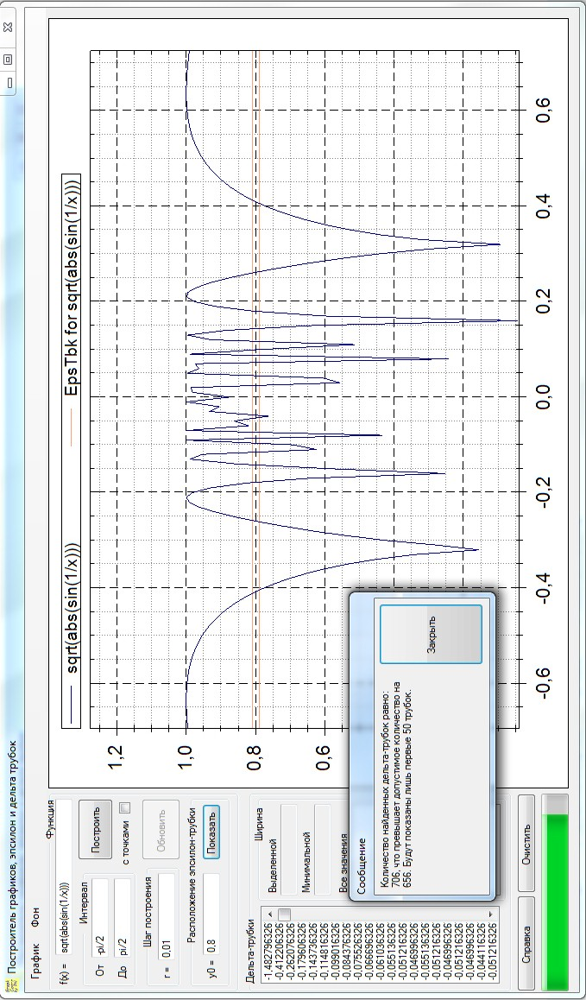 Построитель графиков, эпсилон и дельта трубок
График Фон
Функция
f(x) = sqrt(abs(sin(1/x)))
Интервал
От -pi/2
До pi/2
Построить
с точками
Шаг построения
r = 0,01
Обновить
Расположение эпсилон-трубки
y0 = 0.8
Показать
Дельта-трубки
-1,482796326
-0,412206326
-0,262076326
-0,179606326
-0,143736326
-0,114816326
-0,099016326
-0,084376326
-0,075526326
-0,066696326
-0,061036326
-0,055136326
-0,051216326
-0,046996326
-0,055136326
-0,051216326
-0,046996326
-0,051216326
-0,046996326
-0,044116326
-0,051216326
Ширина
Выделенной
Минимальной
Все значения
Справка
Очистить
sqrt(abs(sin(1/x)))
EpsTbk for sqrt(abs(sin(1/x)))
1,2
1,0
0,8
0,6
-0,6
-0,4
-0,2
0,0
0,2
0,4
0,6
Сообщение
Количество найденных дельта-трубок равно:
706, что превышает допустимое количество на
656. Будут показаны лишь первые 50 трубок.
Закрыть